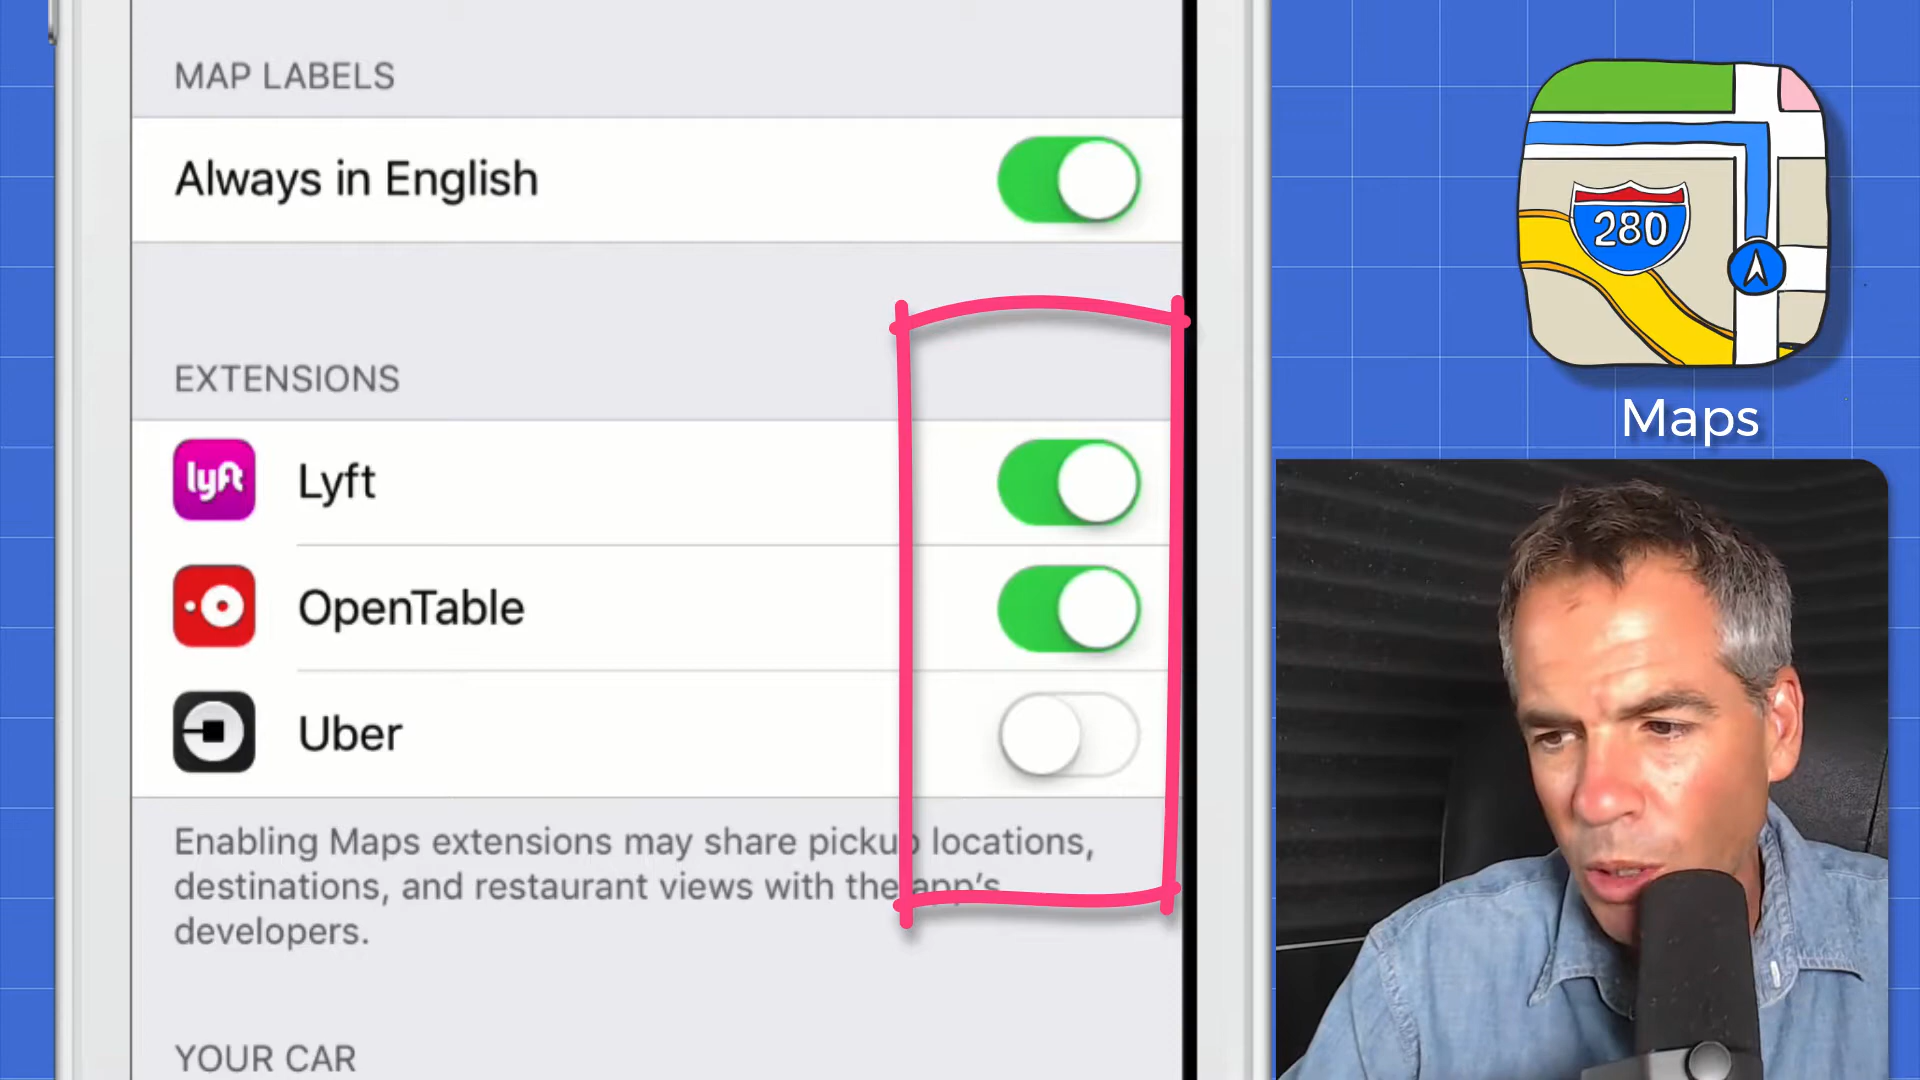 MAP LABELS
Always in English
EXTENSIONS
lyft Lyft
OpenTable
Uber
Enabling Maps extensions may share pickup locations,
destinations, and restaurant views with the app's
developers.
YOUR CAR
280
Maps